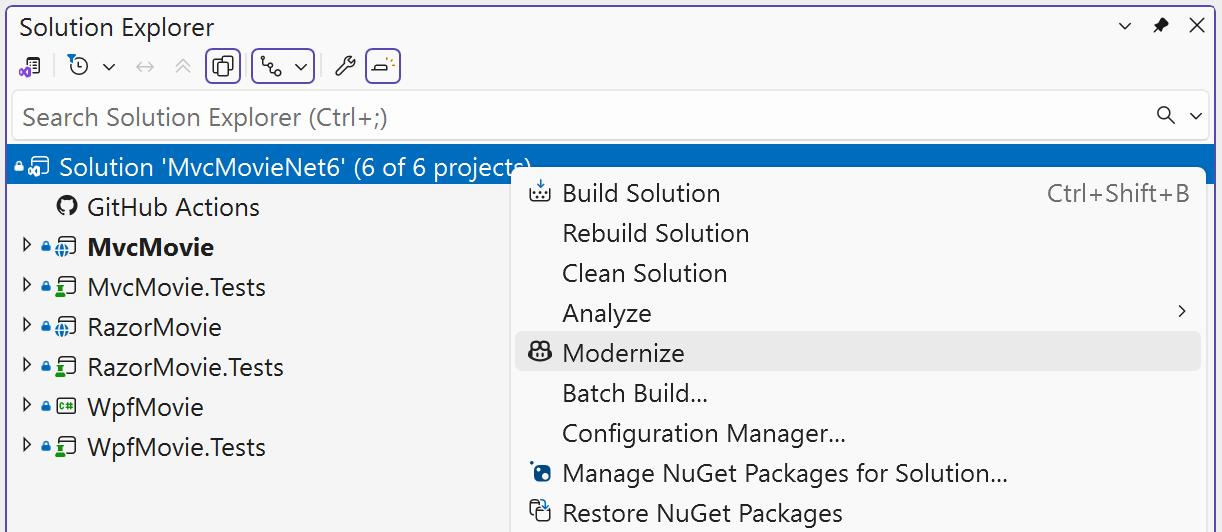 Solution Explorer
Search Solution Explorer (Ctrl+;)
Solution 'MvcMovieNet6' (6 of 6 projects)
GitHub Actions
MvcMovie
MvcMovie.Tests
RazorMovie
RazorMovie.Tests
WpfMovie
WpfMovie.Tests
Build Solution Ctrl+Shift+B
Rebuild Solution
Clean Solution
Analyze
Modernize
Batch Build...
Configuration Manager...
Manage NuGet Packages for Solution...
Restore NuGet Packages